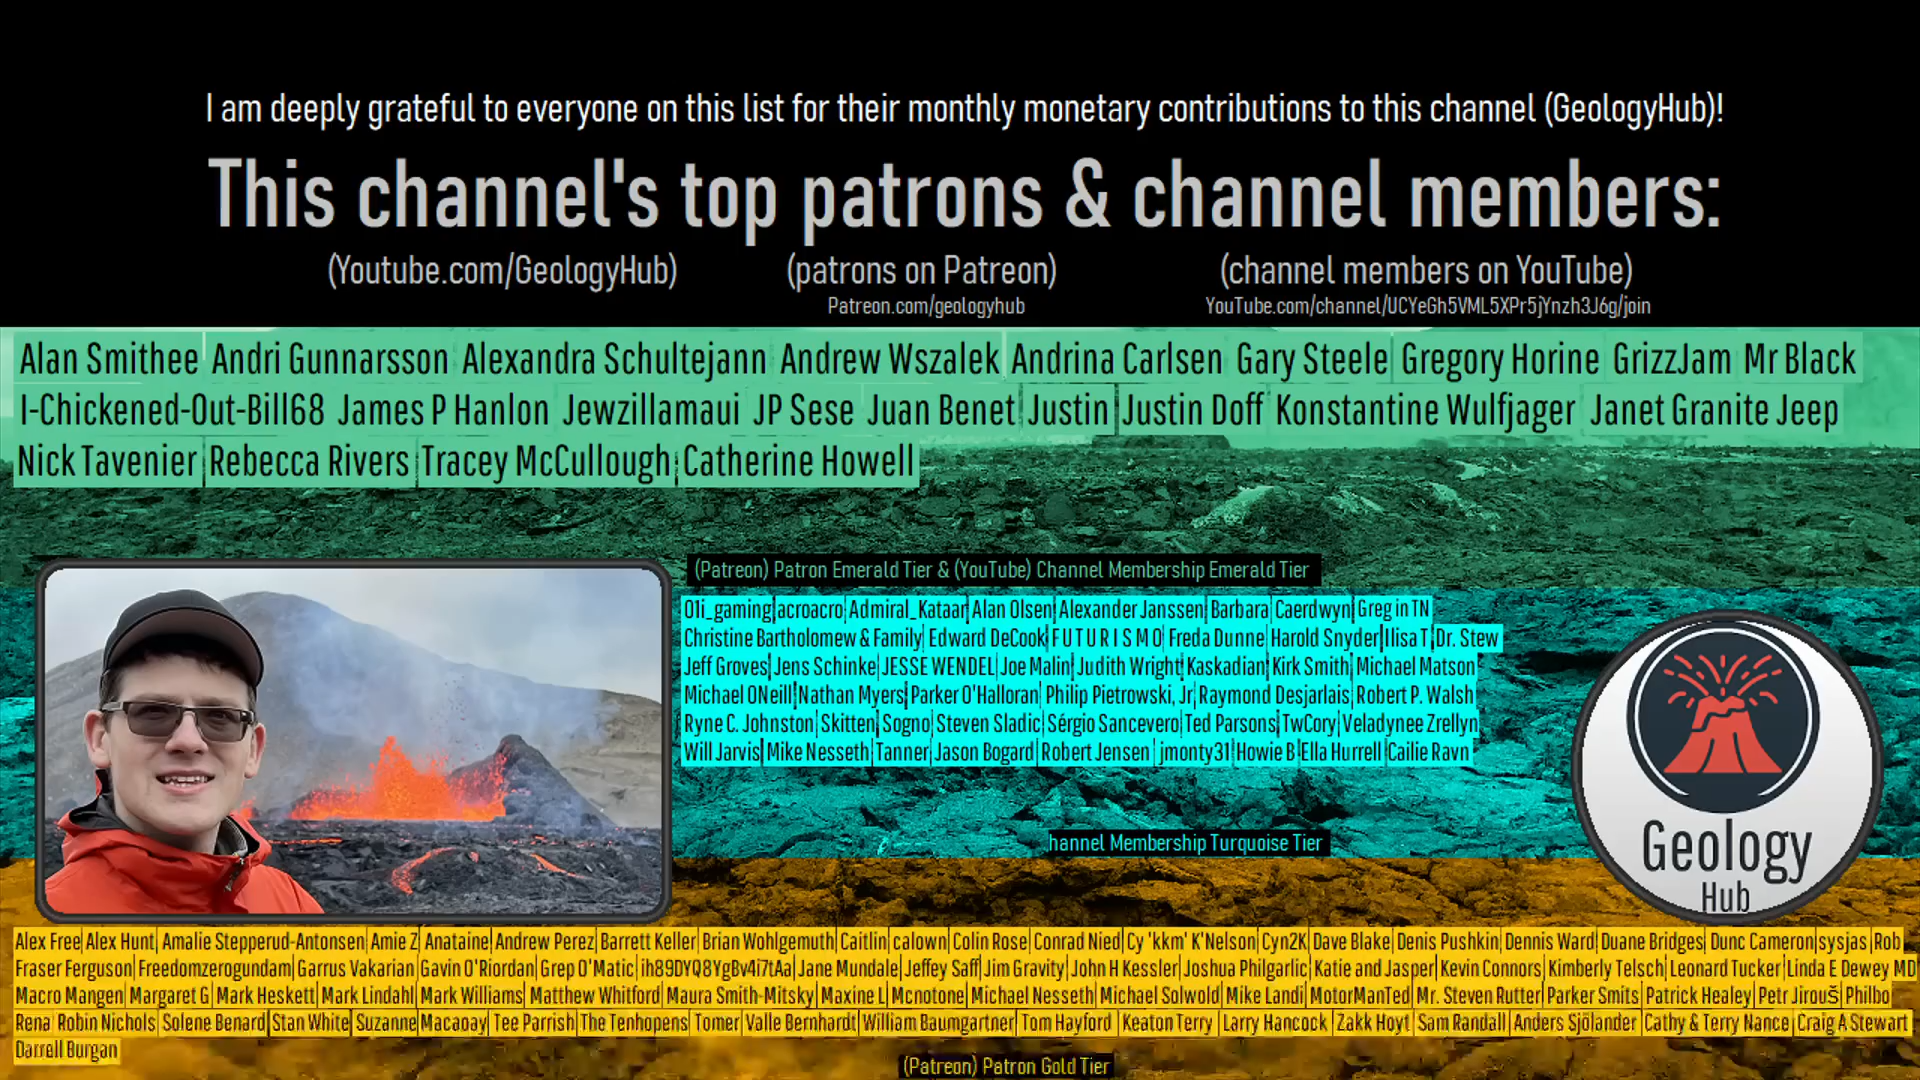 I am deeply grateful to everyone on this list for their monthly monetary contributions to this channel (GeologyHub)!
This channel's top patrons & channel members:
(Youtube.com/GeologyHub) (patrons on Patreon) (channel members on YouTube)
Patreon.com/geologyhub YouTube.com/channel/UCYeGh5VML5XPr5jYnzh3J6g/join
Alan Smithee Andri Gunnarsson Alexandra Schultejann Andrew Wszalek Andrina Carlsen Gary Steele Gregory Horine GrizzJam Mr Black
I-Chickened-Out-Bill68 James P Hanlon Jewzillamaui JP Sese Juan Benet Justin Justin Doff Konstantine Wulfjager Janet Granite Jeep
Nick Tavenier Rebecca Rivers Tracey McCullough Catherine Howell
(Patreon) Patron Emerald Tier & (YouTube) Channel Membership Emerald Tier
01i_gaming acroacro Admiral_Kataar Alan Olsen Alexander Janssen Barbara Caerdwyn Greg in TN
Christine Bartholomew & Family Edward DeCook F U T U R I S M O Freda Dunne Harold Snyder Ilisa T Dr. Stew
Jeff Groves Jens Schinke JESSE WENDEL Joe Malin Judith Wright Kaskadian Kirk Smith Michael Matson
Michael ONeill Nathan Myers Parker O'Halloran Philip Pietrowski, Jr Raymond Desjarlais Robert P. Walsh
Ryne C. Johnston Skitten Sogno Steven Sladic Sérgio Sancevero Ted Parsons TwCory Veladynee Zrellyn
Will Jarvis Mike Nesseth Tanner Jason Bogard Robert Jensen jmonty31 Howie B Ella Hurrell Cailie Ravn
hannel Membership Turquoise Tier
Geology
Hub
Alex Free Alex Hunt Amalie Stepperud-Antonsen Amie Z Anataine Andrew Perez Barrett Keller Brian Wohlgemuth Caitlin calown Colin Rose Conrad Nied Cy 'kkm' K'Nelson Cyn2K Dave Blake Denis Pushkin Dennis Ward Duane Bridges Dunc Cameron sysjas Rob
Fraser Ferguson Freedomzerogundam Garrus Vakarian Gavin O'Riordan Grep O'Matic ih89DYQ8YgBv4i7tAa Jane Mundale Jeffey Saff Jim Gravity John H Kessler Joshua Philgarlic Katie and Jasper Kevin Connors Kimberly Telsch Leonard Tucker Linda E Dewey MD
Macro Mangen Margaret G Mark Heskett Mark Lindahl Mark Williams Matthew Whitford Maura Smith-Mitsky Maxine L Mcnotone Michael Nesseth Michael Solwold Mike Landi MotorManTed Mr. Steven Rutter Parker Smits Patrick Healey Petr Jirouš Philbo
Rena Robin Nichols Solene Benard Stan White Suzanne Macaoay Tee Parrish The Tenhopens Tomer Valle Bernhardt William Baumgartner Tom Hayford Keaton Terry Larry Hancock Zakk Hoyt Sam Randall Anders Sjölander Cathy & Terry Nance Craig A Stewart
Darrell Burgan
(Patreon) Patron Gold Tier